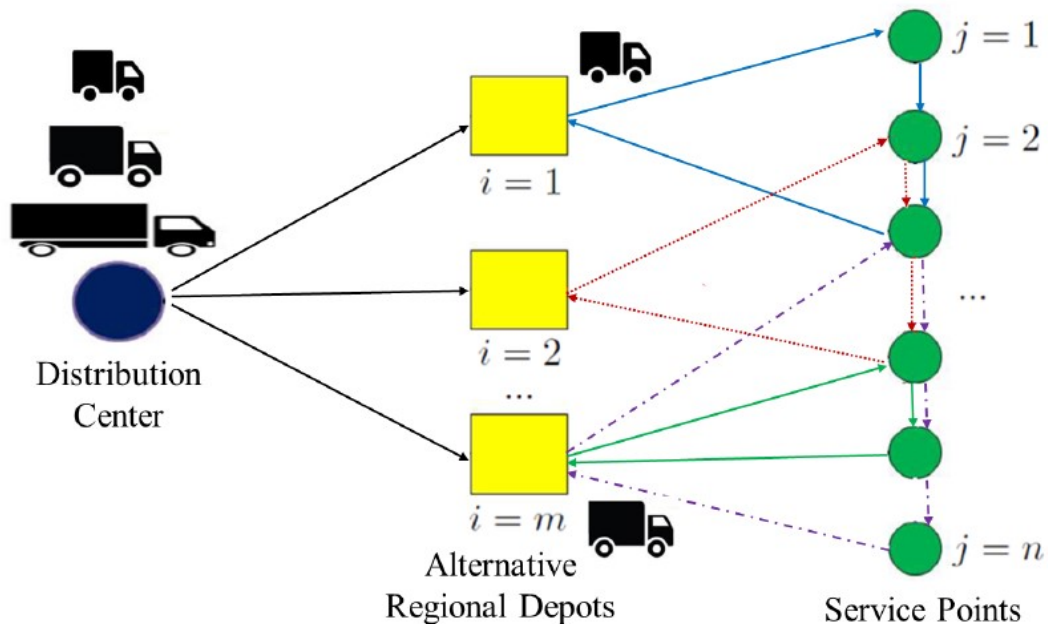 j = 1
j = 2
i = 1
...
Distribution
Center
i = 2
...
i = m
j = n
Alternative
Regional Depots
Service Points